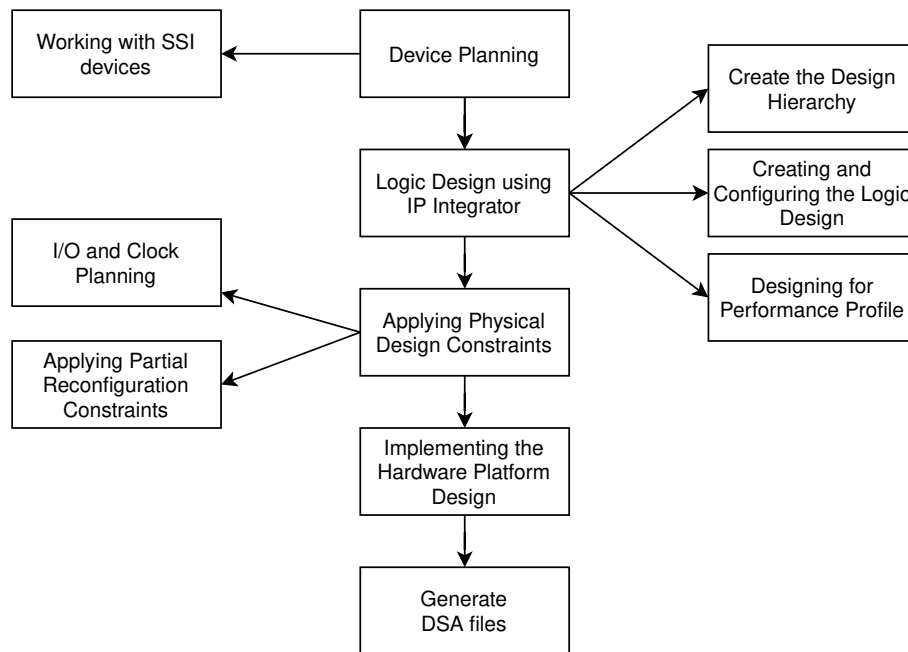 Working with SSI
devices
Device Planning
Create the Design
Hierarchy
Logic Design using
IP Integrator
Creating and
Configuring the Logic
Design
I/O and Clock
Planning
Designing for
Performance Profile
Applying Physical
Design Constraints
Applying Partial
Reconfiguration
Constraints
Implementing the
Hardware Platform
Design
Generate
DSA files